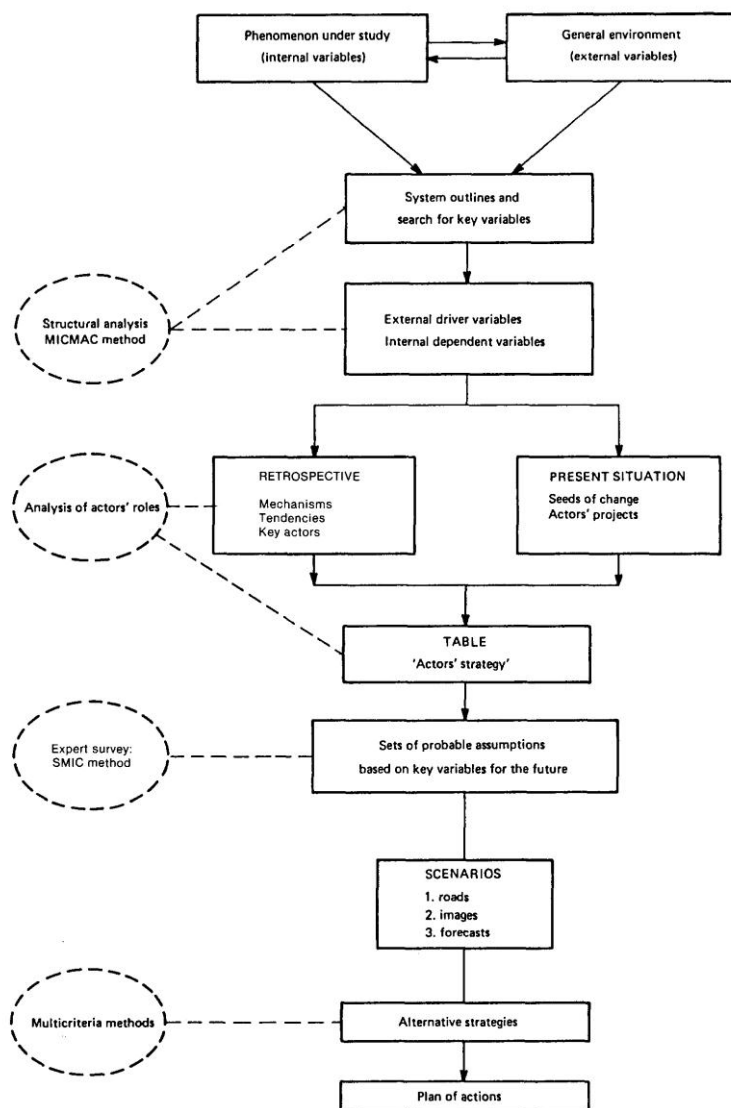 Phenomenon under study
(internal variables)
General environment
(external variables)
System outlines and
search for key variables
Structural analysis
MICMAC method
External driver variables
Internal dependent variables
RETROSPECTIVE
Mechanisms
Tendencies
Key actors
PRESENT SITUATION
Seeds of change
Actors' projects
Analysis of actors' roles
TABLE
'Actors' strategy'
Expert survey:
SMIC method
Sets of probable assumptions
based on key variables for the future
SCENARIOS
1. roads
2. images
3. forecasts
Multicriteria methods
Alternative strategies
Plan of actions